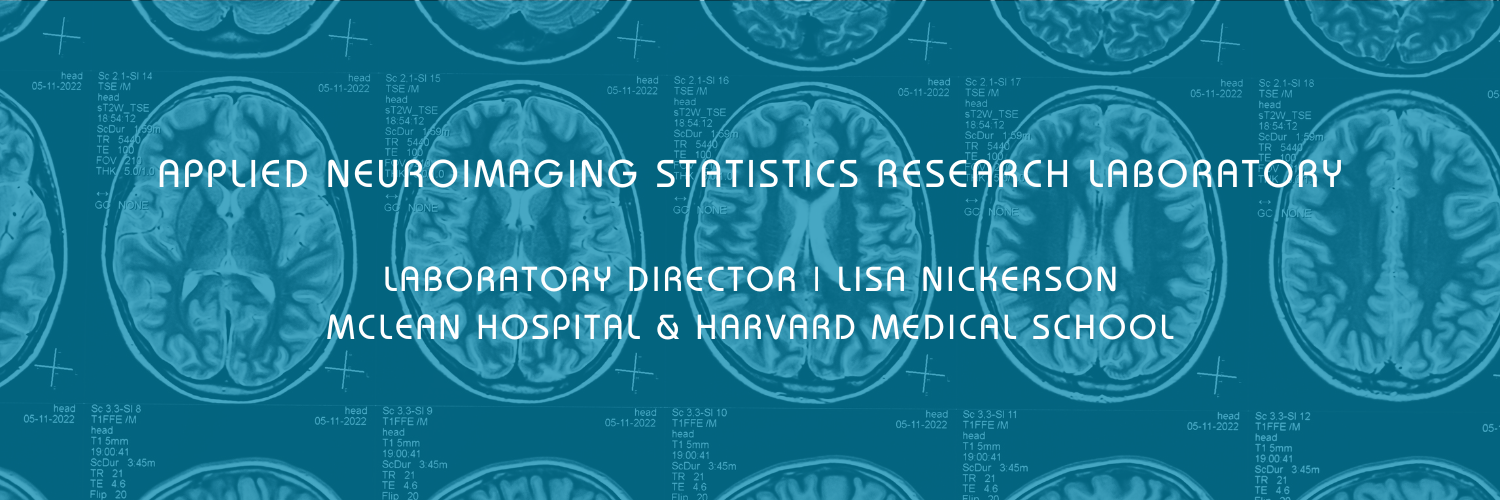 head
05-11-2022
Sc 2.1-SI 14
TSE /M
head
sT2W_TSE
18:54.12
ScDur 1:59m
TR 5440
TE 100
FOV 210
THK 5.0/1.0
GC NONE
head
05-11-2022
Sc 2.1-SI 15
TSE /M
head
sT2W_TSE
18:54.12
ScDur 1:59m
TR 5440
TE 100
GC NONE
head
05-11-2022
Sc 2.1-SI 16
TSE /M
head
sT2W_TSE
18:54.12
ScDur 1:59m
TR 5440
TE 100
GC NONE
head
05-11-2022
Sc 2.1-SI 17
TSE /M
head
sT2W_TSE
18:54.12
ScDur 1:59m
TR 5440
TE 100
GC NONE
head
05-11-2022
Sc 2.1-SI 18
TSE /M
head
sT2W_TSE
18:54.12
ScDur 1:59m
TR 5440
TE 100
GC NONE
APPLIED NEUROIMAGING STATISTICS RESEARCH LABORATORY
LABORATORY DIRECTOR | LISA NICKERSON
MCLEAN HOSPITAL & HARVARD MEDICAL SCHOOL
head
05-11-2022
Sc 3.3-SI 8
T1FFE /M
head
T1 5mm
19:00:41
ScDur 3:45m
TR 21
TE 4.6
Flip 20
head
05-11-2022
Sc 3.3-SI 9
T1FFE /M
head
T1 5mm
19:00:41
ScDur 3:45m
TR 21
TE 4.6
Flip 20
head
05-11-2022
Sc 3.3-SI 10
T1FFE /M
head
T1 5mm
19:00:41
ScDur 3:45m
TR 21
TE 4.6
Flip 20
head
05-11-2022
Sc 3.3-SI 11
T1FFE /M
head
T1 5mm
19:00:41
ScDur 3:45m
TR 21
TE 4.6
Flip 20
head
05-11-2022
Sc 3.3-SI 12
T1FFE /M
head
T1 5mm
19:00:41
ScDur 3:45m
TR 21
TE 4.6
Flip 20